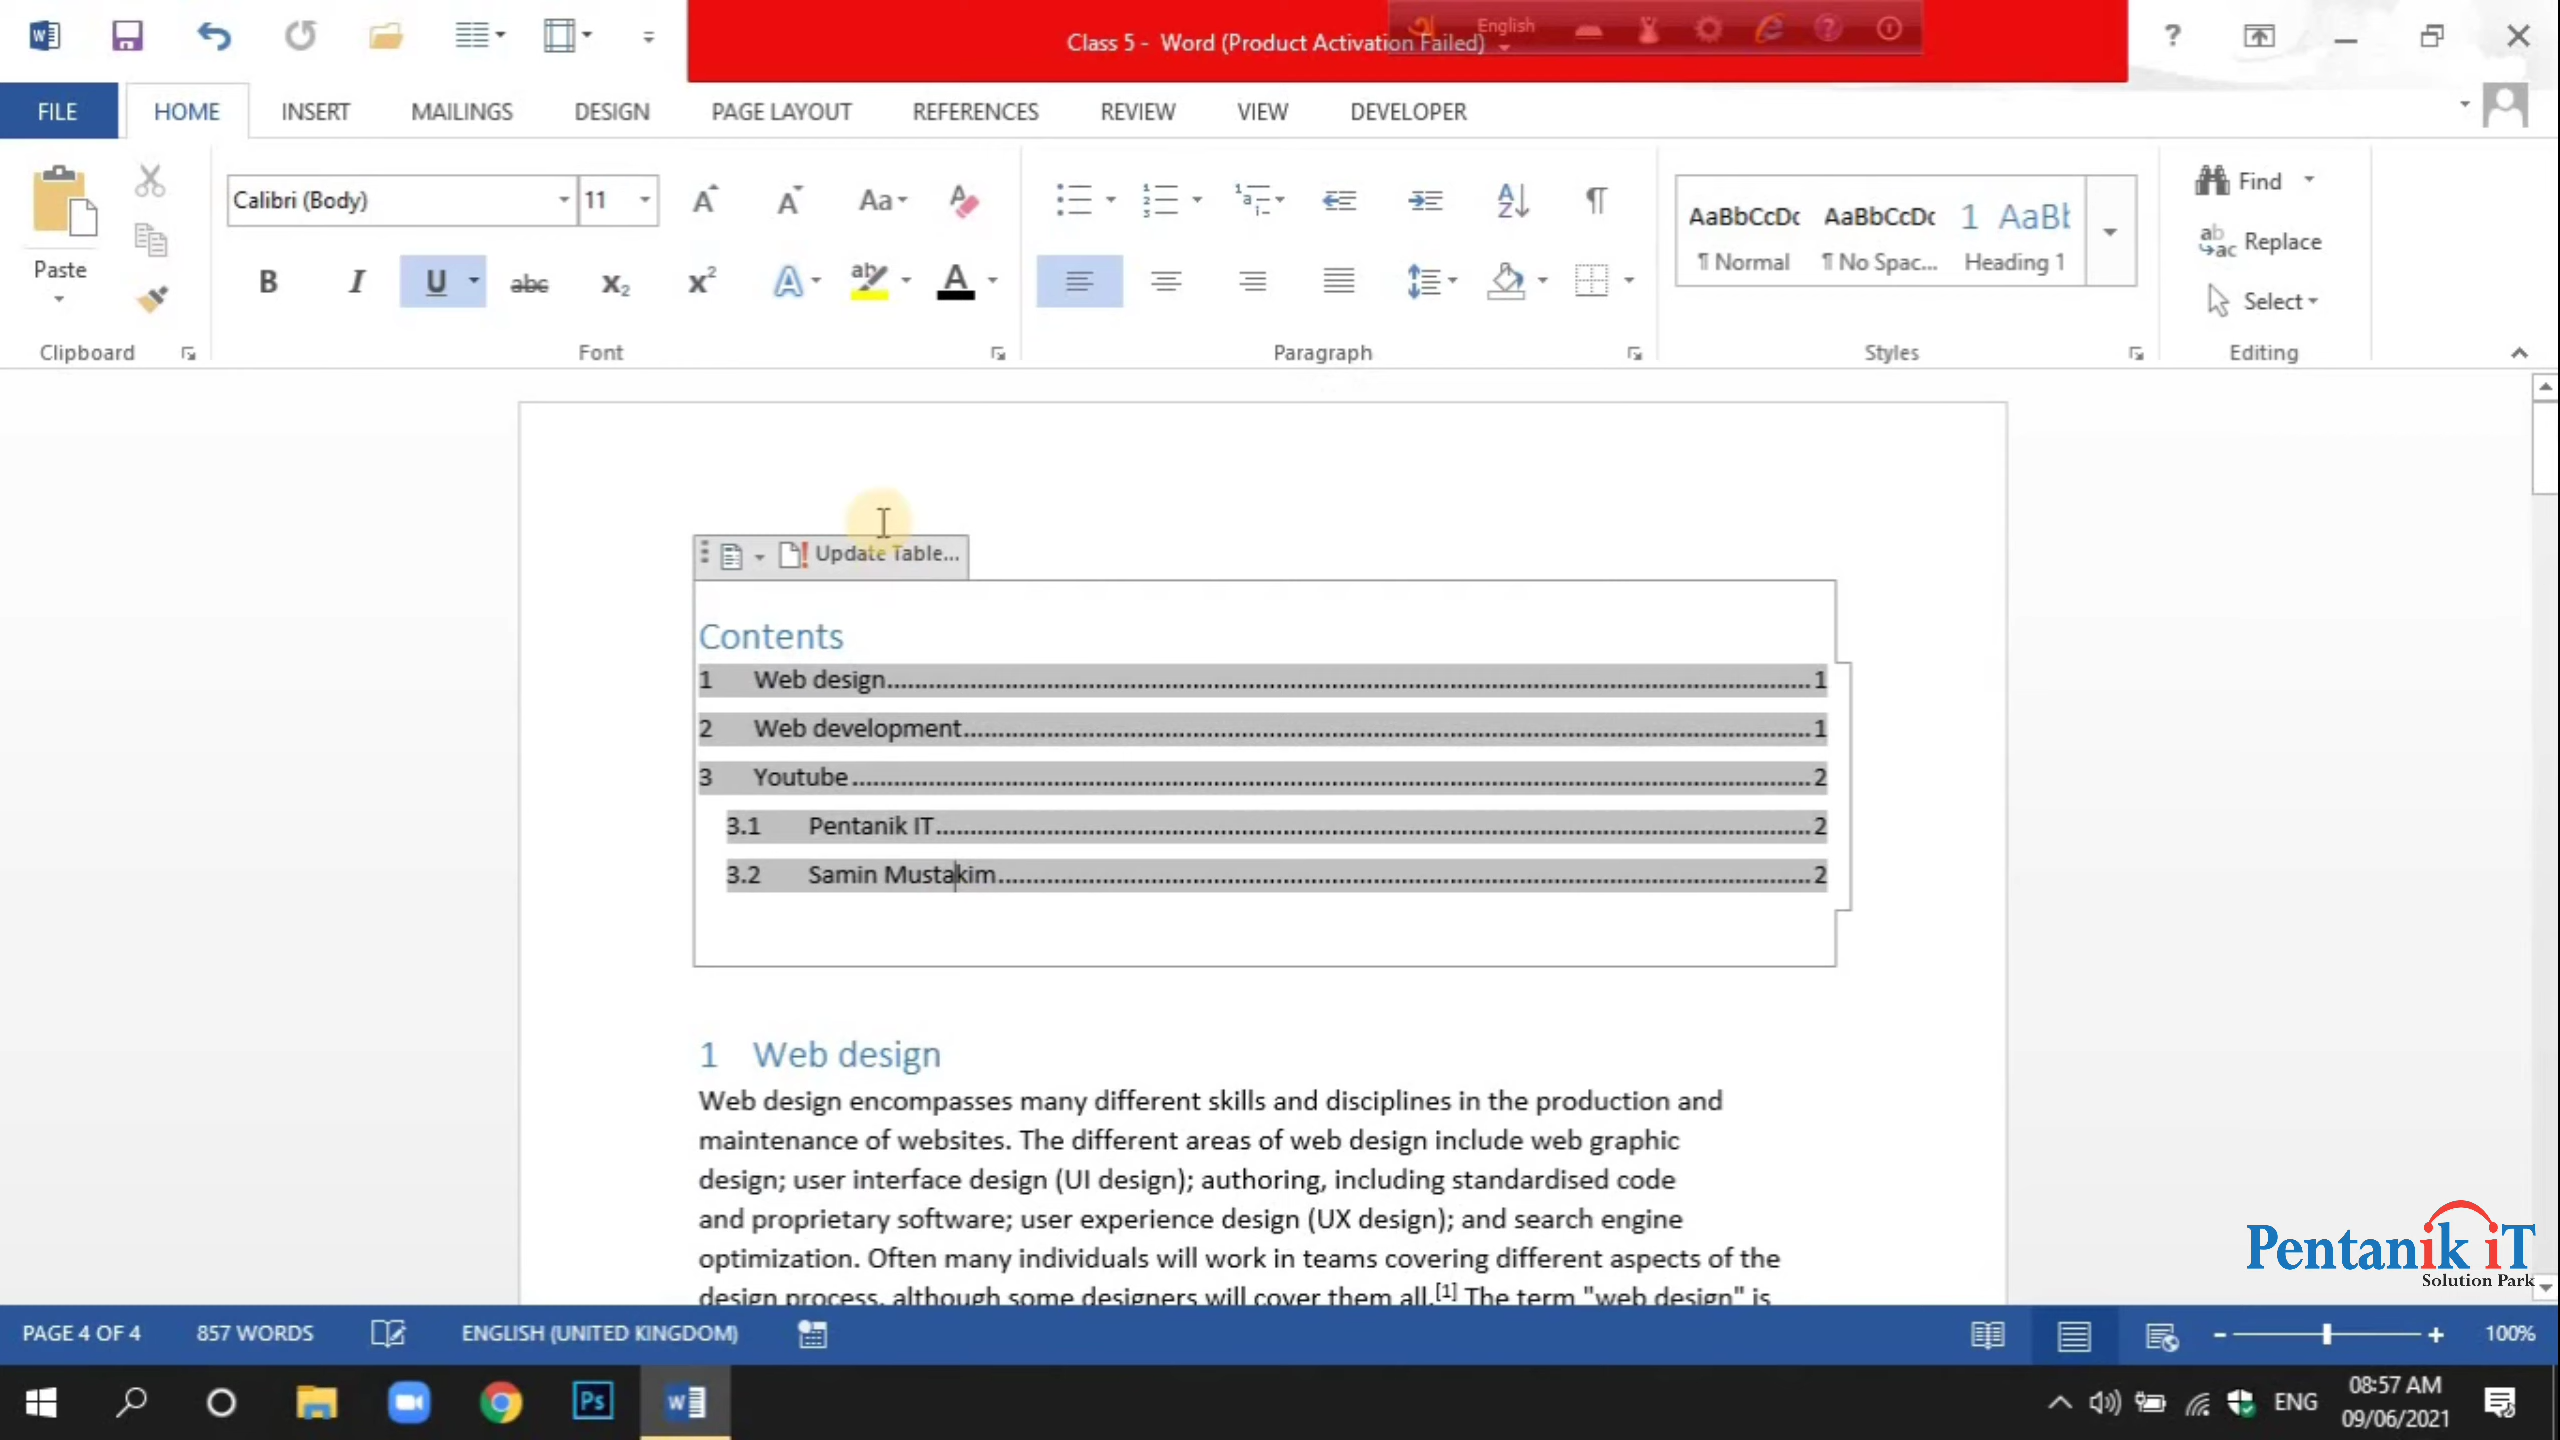 Class 5 - Word (Product Activation Failed)
English
FILE HOME INSERT MAILINGS DESIGN PAGE LAYOUT REFERENCES REVIEW VIEW DEVELOPER
Paste
Clipboard
Calibri (Body) 11
Font
Paragraph
AaBbCcDc AaBbCcDc 1 AaBb
¶ Normal ¶ No Spac... Heading 1
Styles
Find
Replace
Select
Editing
Update Table...
Contents
1 Web design 1
2 Web development 1
3 Youtube 2
3.1 Pentanik IT 2
3.2 Samin Mustakim 2
1 Web design
Web design encompasses many different skills and disciplines in the production and
maintenance of websites. The different areas of web design include web graphic
design; user interface design (UI design); authoring, including standardised code
and proprietary software; user experience design (UX design); and search engine
optimization. Often many individuals will work in teams covering different aspects of the
design process, although some designers will cover them all.[1] The term "web design" is
Pentanik iT
Solution Park
PAGE 4 OF 4 857 WORDS ENGLISH (UNITED KINGDOM) 100%
ENG
08:57 AM
09/06/2021